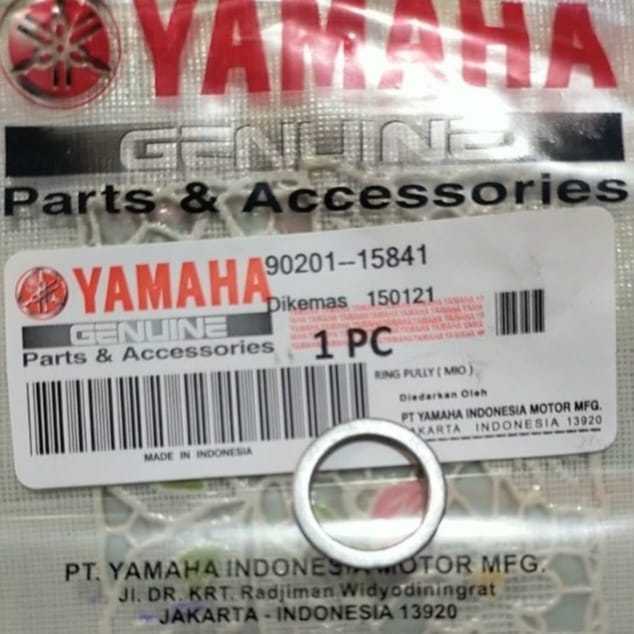 YAMAHA
GENUINE
Parts & Accessories
YAMAHA
GENUINE
Parts & Accessories
90201--15841
Dikemas 150121
1 PC
RING PULLY ( MIO )
Diedarkan Oleh
PT. YAMAHA INDONESIA MOTOR MFG.
JAKARTA INDONESIA 13920
MADE IN INDONESIA
PT. YAMAHA INDONESIA MOTOR MFG.
Jl. DR. KRT. Radjiman Widyodiningrat
JAKARTA - INDONESIA 13920